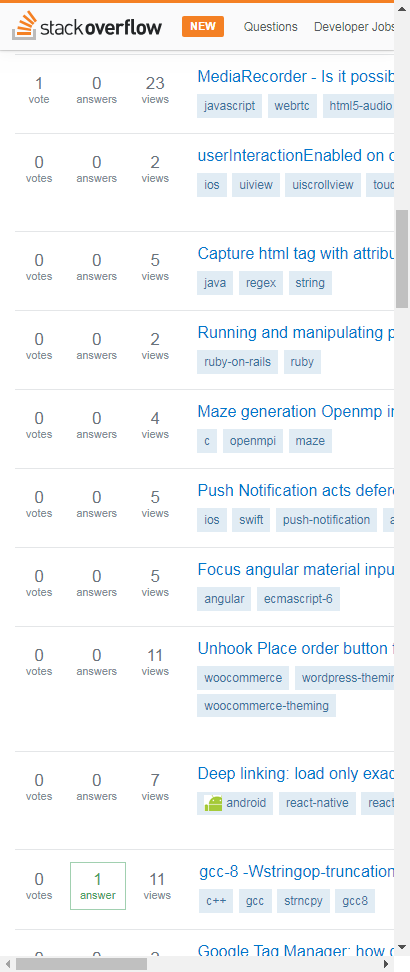 stackoverflow NEW Questions Developer Jobs
1 0 23 MediaRecorder - Is it possib
vote answers views javascript webrtc html5-audio
0 0 2 userInteractionEnabled on
votes answers views ios uiview uiscrollview touc
0 0 5 Capture html tag with attribu
votes answers views java regex string
0 0 2 Running and manipulating p
votes answers views ruby-on-rails ruby
0 0 4 Maze generation Openmp in
votes answers views c openmpi maze
0 0 5 Push Notification acts defere
votes answers views ios swift push-notification a
0 0 5 Focus angular material inpu
votes answers views angular ecmascript-6
0 0 11 Unhook Place order button
votes answers views woocommerce wordpress-themin
woocommerce-theming
0 0 7 Deep linking: load only exac
votes answers views android react-native react
0 1 11 gcc-8 -Wstringop-truncation
votes answer views c++ gcc strncpy gcc8
Google Tag Manager: how